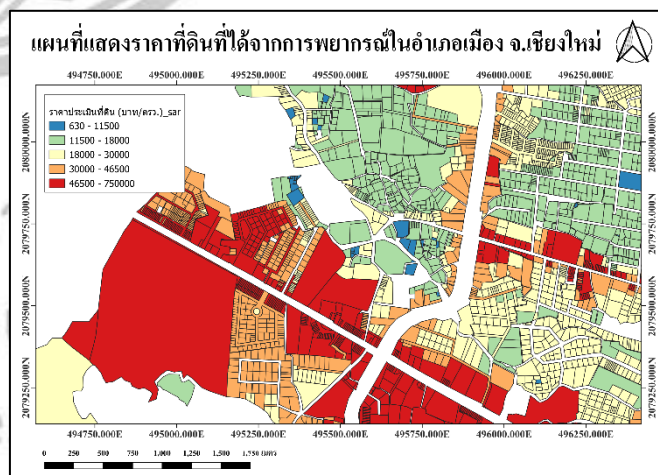 แผนที่แสดงราคาที่ดินที่ได้จากการพยากรณ์ในอำเภอเมือง จ.เชียงใหม่
494750.000E 495000.000E 495250.000E 495500.000E 495750.000E 496000.000E 496250.000E
ราคาประเมินที่ดิน (บาท/ตรว.)_sar
630 - 11500
11500 - 18000
18000 - 30000
30000 - 46500
46500 - 750000
2079750.000N 2079750.000N
2079500.000N 2079500.000N
2079250.000N 2079250.000N
494750.000E 495000.000E 495250.000E 495500.000E 495750.000E 496000.000E 496250.000E
0 250 500 750 1,000 1,250 1,500 1,750 เมตร